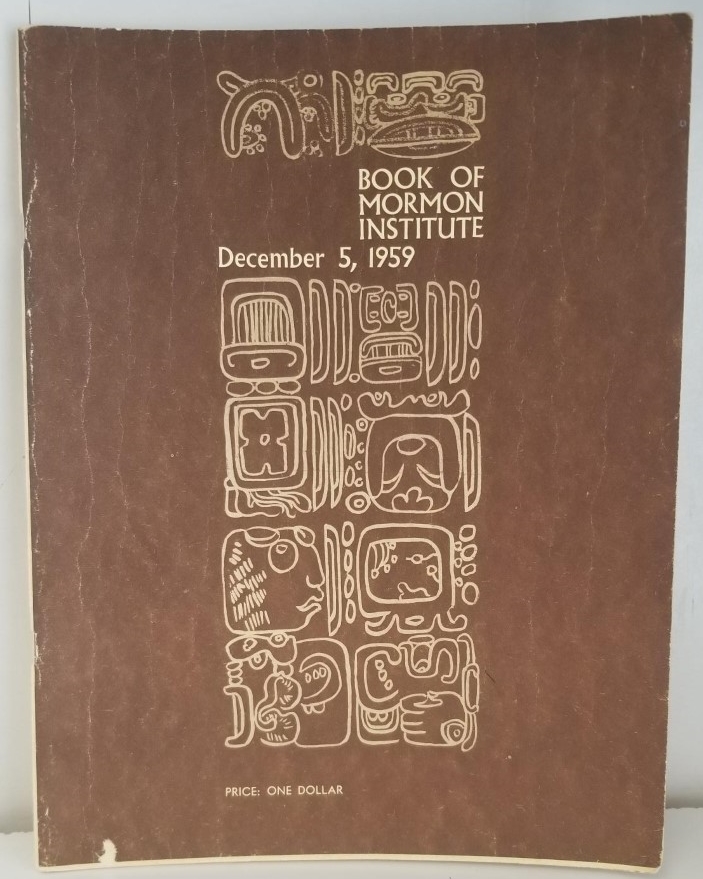 BOOK OF
MORMON
INSTITUTE
December 5, 1959
PRICE: ONE DOLLAR